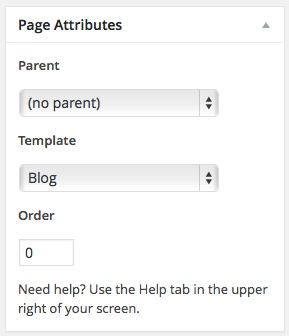 Page Attributes
Parent
(no parent)
Template
Blog
Order
0
Need help? Use the Help tab in the upper
right of your screen.